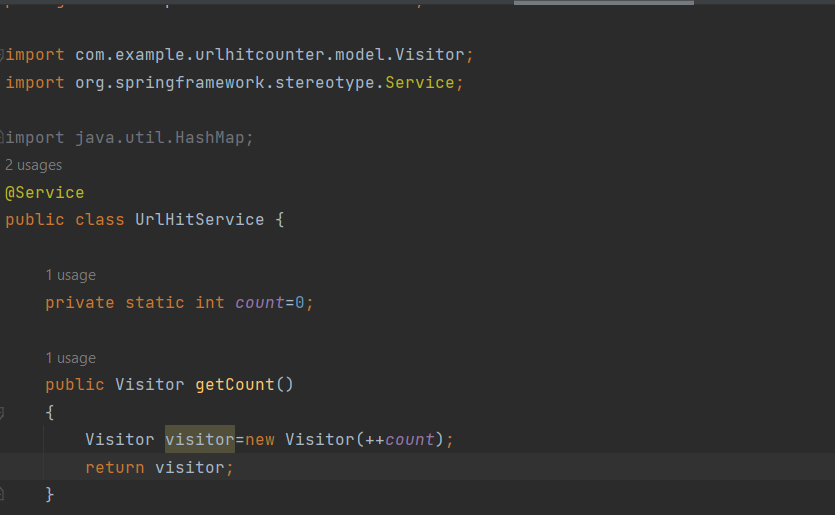 import com.example.urlhitcounter.model.Visitor;
import org.springframework.stereotype.Service;
import java.util.HashMap;
2 usages
@Service
public class UrlHitService {
1 usage
private static int count=0;
1 usage
public Visitor getCount()
{
Visitor visitor=new Visitor(++count);
return visitor;
}